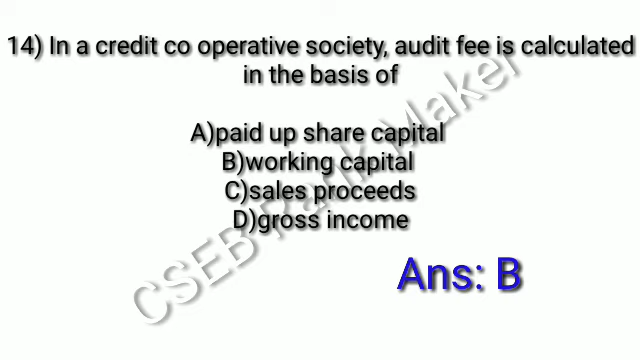 14) In a credit co operative society, audit fee is calculated
in the basis of
A)paid up share capital
B)working capital
C)sales proceeds
D)gross income
Ans: B
CSEB Rank Maker